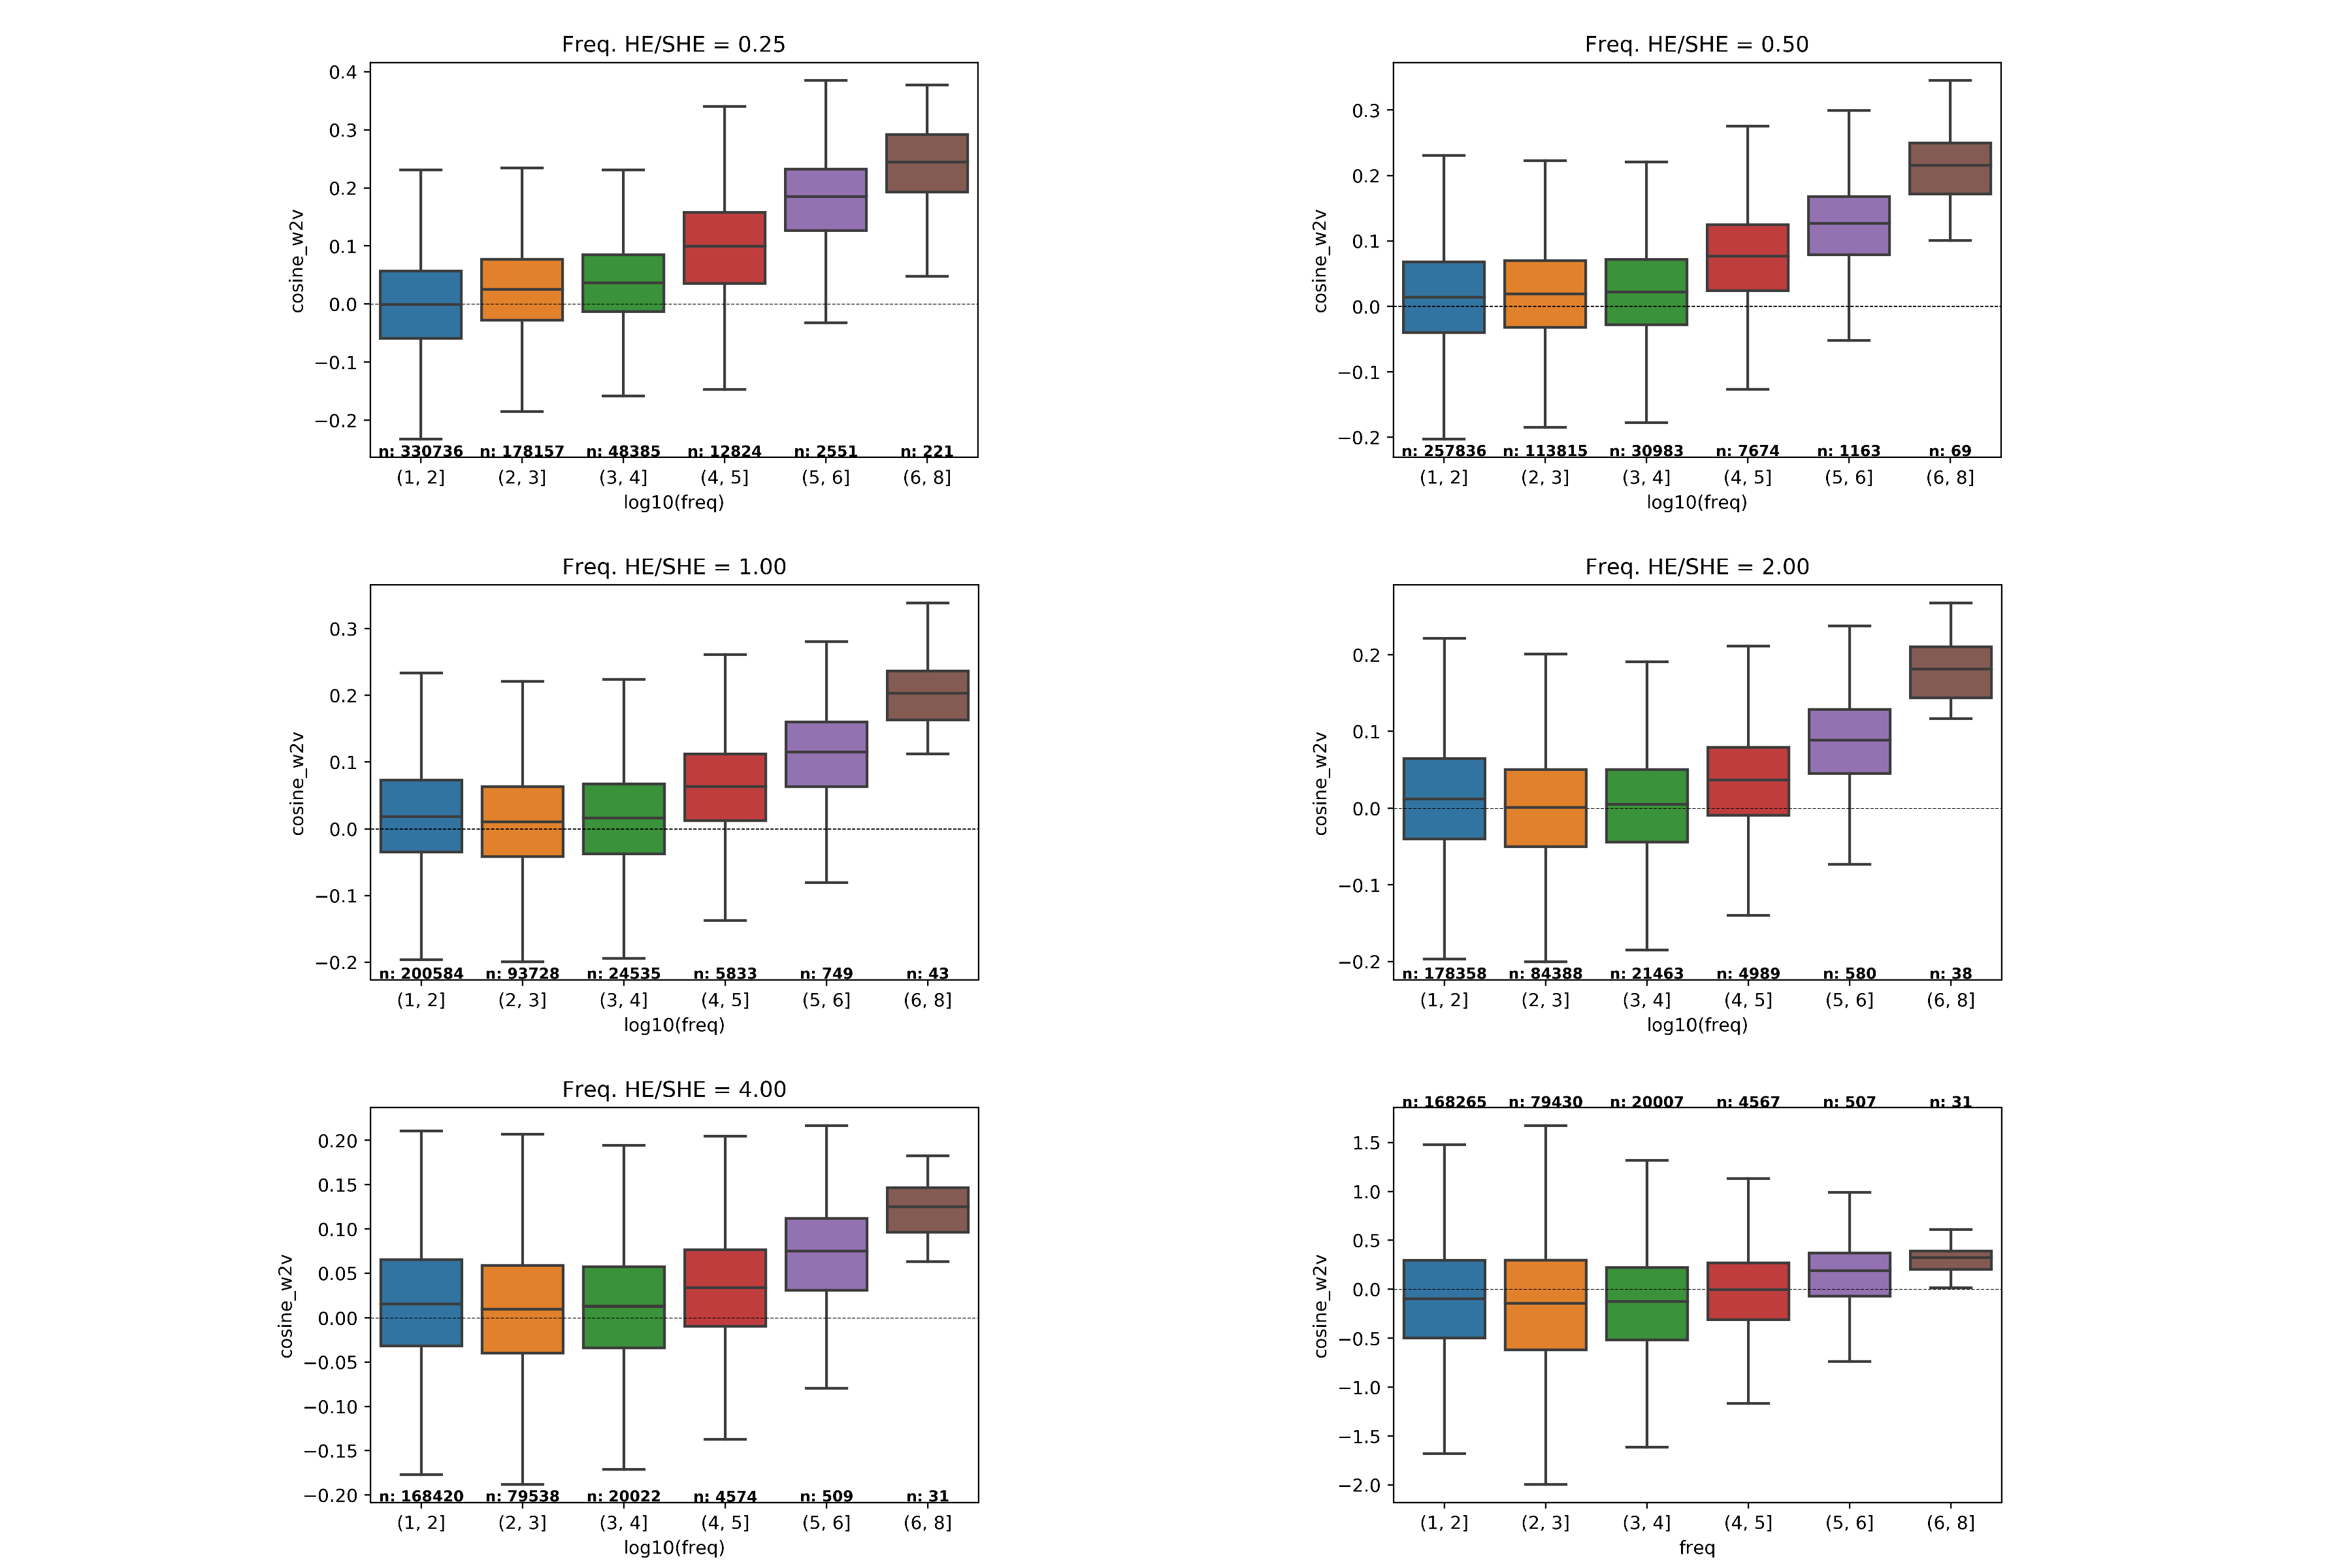 Freq. HE/SHE = 0.25
0.4
0.3
0.2
0.1
0.0
−0.1
−0.2
cosine_w2v
n: 330736 n: 178157 n: 48385 n: 12824 n: 2551 n: 221
(1, 2] (2, 3] (3, 4] (4, 5] (5, 6] (6, 8]
log10(freq)
Freq. HE/SHE = 0.50
0.3
0.2
0.1
0.0
−0.1
−0.2
cosine_w2v
n: 257836 n: 113815 n: 30983 n: 7674 n: 1163 n: 69
(1, 2] (2, 3] (3, 4] (4, 5] (5, 6] (6, 8]
log10(freq)
Freq. HE/SHE = 1.00
0.3
0.2
0.1
0.0
−0.1
−0.2
cosine_w2v
n: 200584 n: 93728 n: 24535 n: 5833 n: 749 n: 43
(1, 2] (2, 3] (3, 4] (4, 5] (5, 6] (6, 8]
log10(freq)
Freq. HE/SHE = 2.00
0.2
0.1
0.0
−0.1
−0.2
cosine_w2v
n: 178358 n: 84388 n: 21463 n: 4989 n: 580 n: 38
(1, 2] (2, 3] (3, 4] (4, 5] (5, 6] (6, 8]
log10(freq)
Freq. HE/SHE = 4.00
0.20
0.15
0.10
0.05
0.00
−0.05
−0.10
−0.15
−0.20
cosine_w2v
n: 168420 n: 79538 n: 20022 n: 4574 n: 509 n: 31
(1, 2] (2, 3] (3, 4] (4, 5] (5, 6] (6, 8]
log10(freq)
n: 168265 n: 79430 n: 20007 n: 4567 n: 507 n: 31
1.5
1.0
0.5
0.0
−0.5
−1.0
−1.5
−2.0
cosine_w2v
(1, 2] (2, 3] (3, 4] (4, 5] (5, 6] (6, 8]
freq